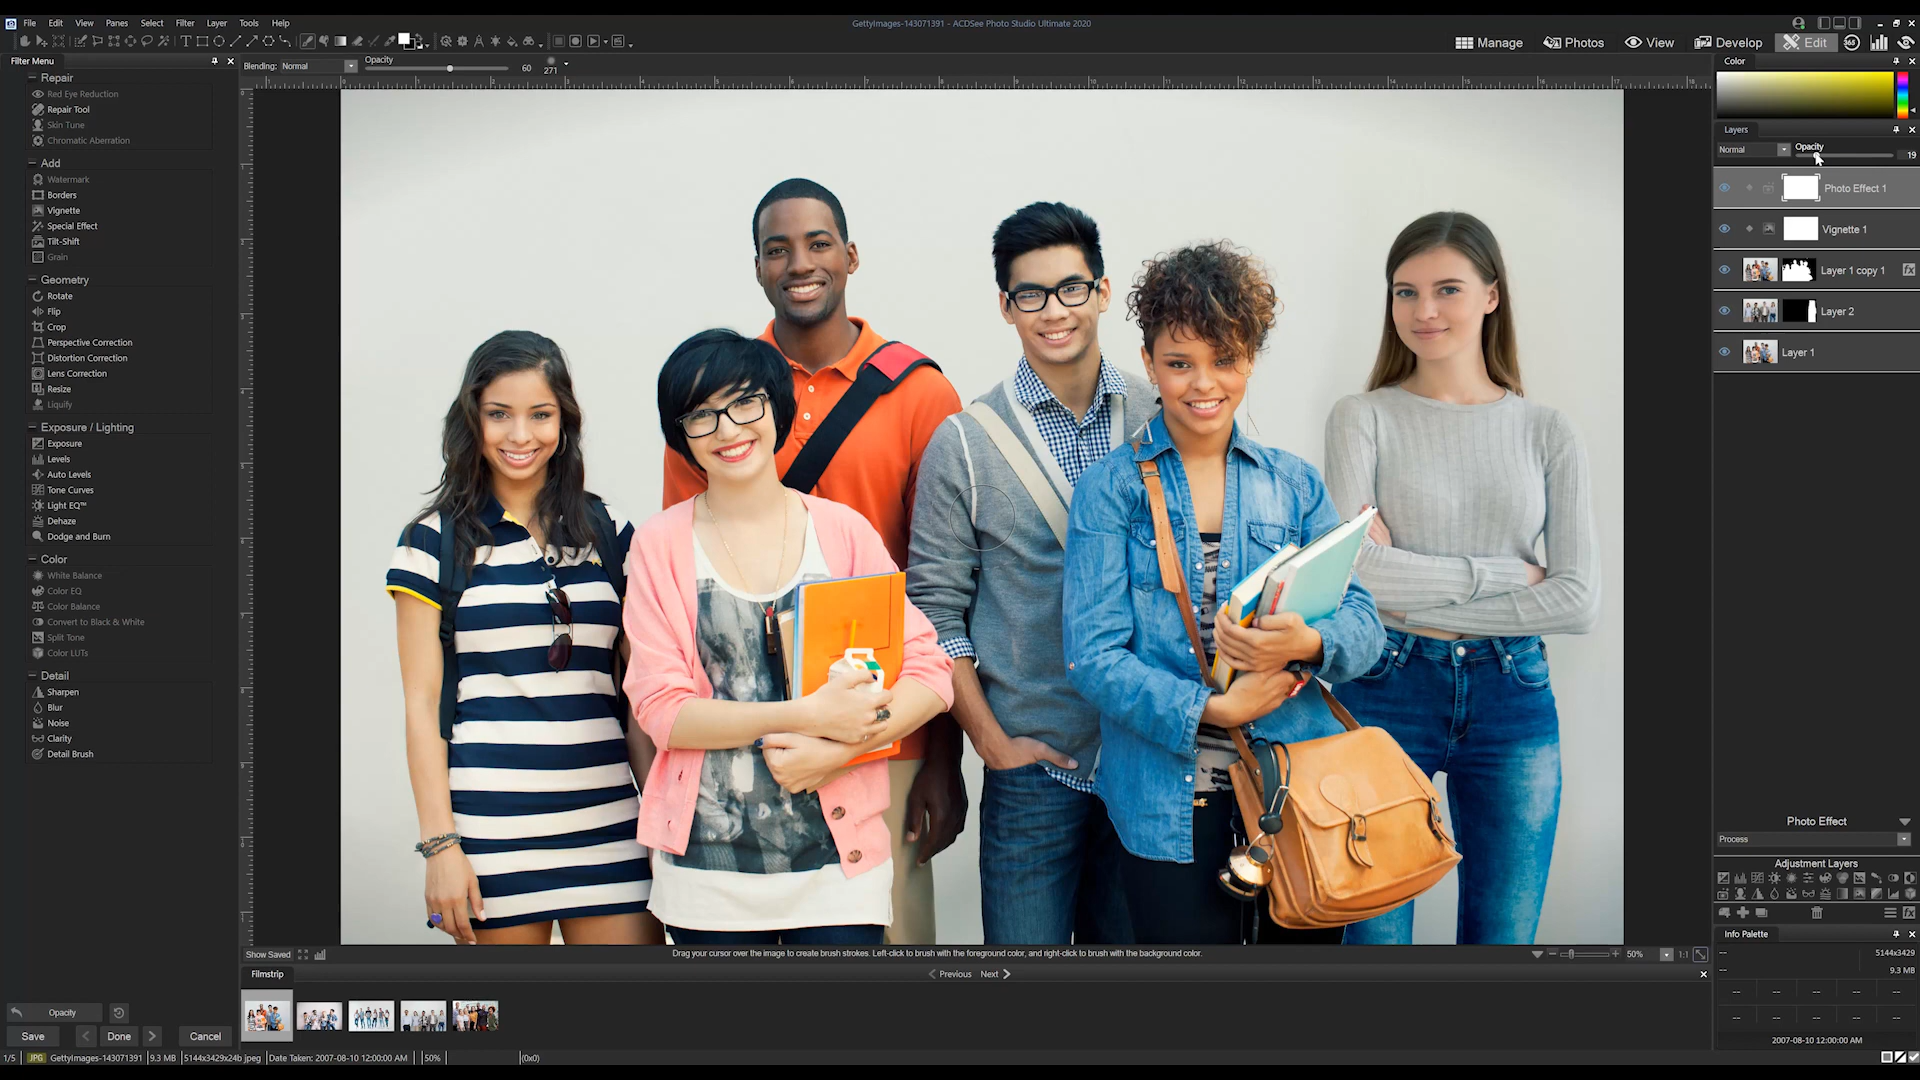 File Edit View Panes Select Filter Layer Tools Help
GettyImages-143071391 - ACDSee Photo Studio Ultimate 2020
Manage Photos View Develop Edit 365
Filter Menu
Blending: Normal Opacity 60 271
Color
Repair
Red Eye Reduction
Repair Tool
Skin Tune
Chromatic Aberration
Add
Watermark
Borders
Vignette
Special Effect
Tilt-Shift
Grain
Geometry
Rotate
Flip
Crop
Perspective Correction
Distortion Correction
Lens Correction
Resize
Liquify
Exposure / Lighting
Exposure
Levels
Auto Levels
Tone Curves
Light EQ™
Dehaze
Dodge and Burn
Color
White Balance
Color EQ
Color Balance
Convert to Black & White
Split Tone
Color LUTs
Detail
Sharpen
Blur
Noise
Clarity
Detail Brush
Layers
Normal Opacity 19
Photo Effect 1
Vignette 1
Layer 1 copy 1
Layer 2
Layer 1
Photo Effect
Process
Adjustment Layers
Info Palette
-- 5144x3429
-- 9.3 MB
-- -- -- -- --
-- -- -- -- --
2007-08-10 12:00:00 AM
Show Saved
Drag your cursor over the image to create brush strokes. Left-click to brush with the foreground color, and right-click to brush with the background color.
50% 1:1
Filmstrip
Previous Next
Opacity
Save Done Cancel
1/5 JPG GettyImages-143071391 9.3 MB 5144x3429x24b jpeg Date Taken: 2007-08-10 12:00:00 AM 50% (0x0)